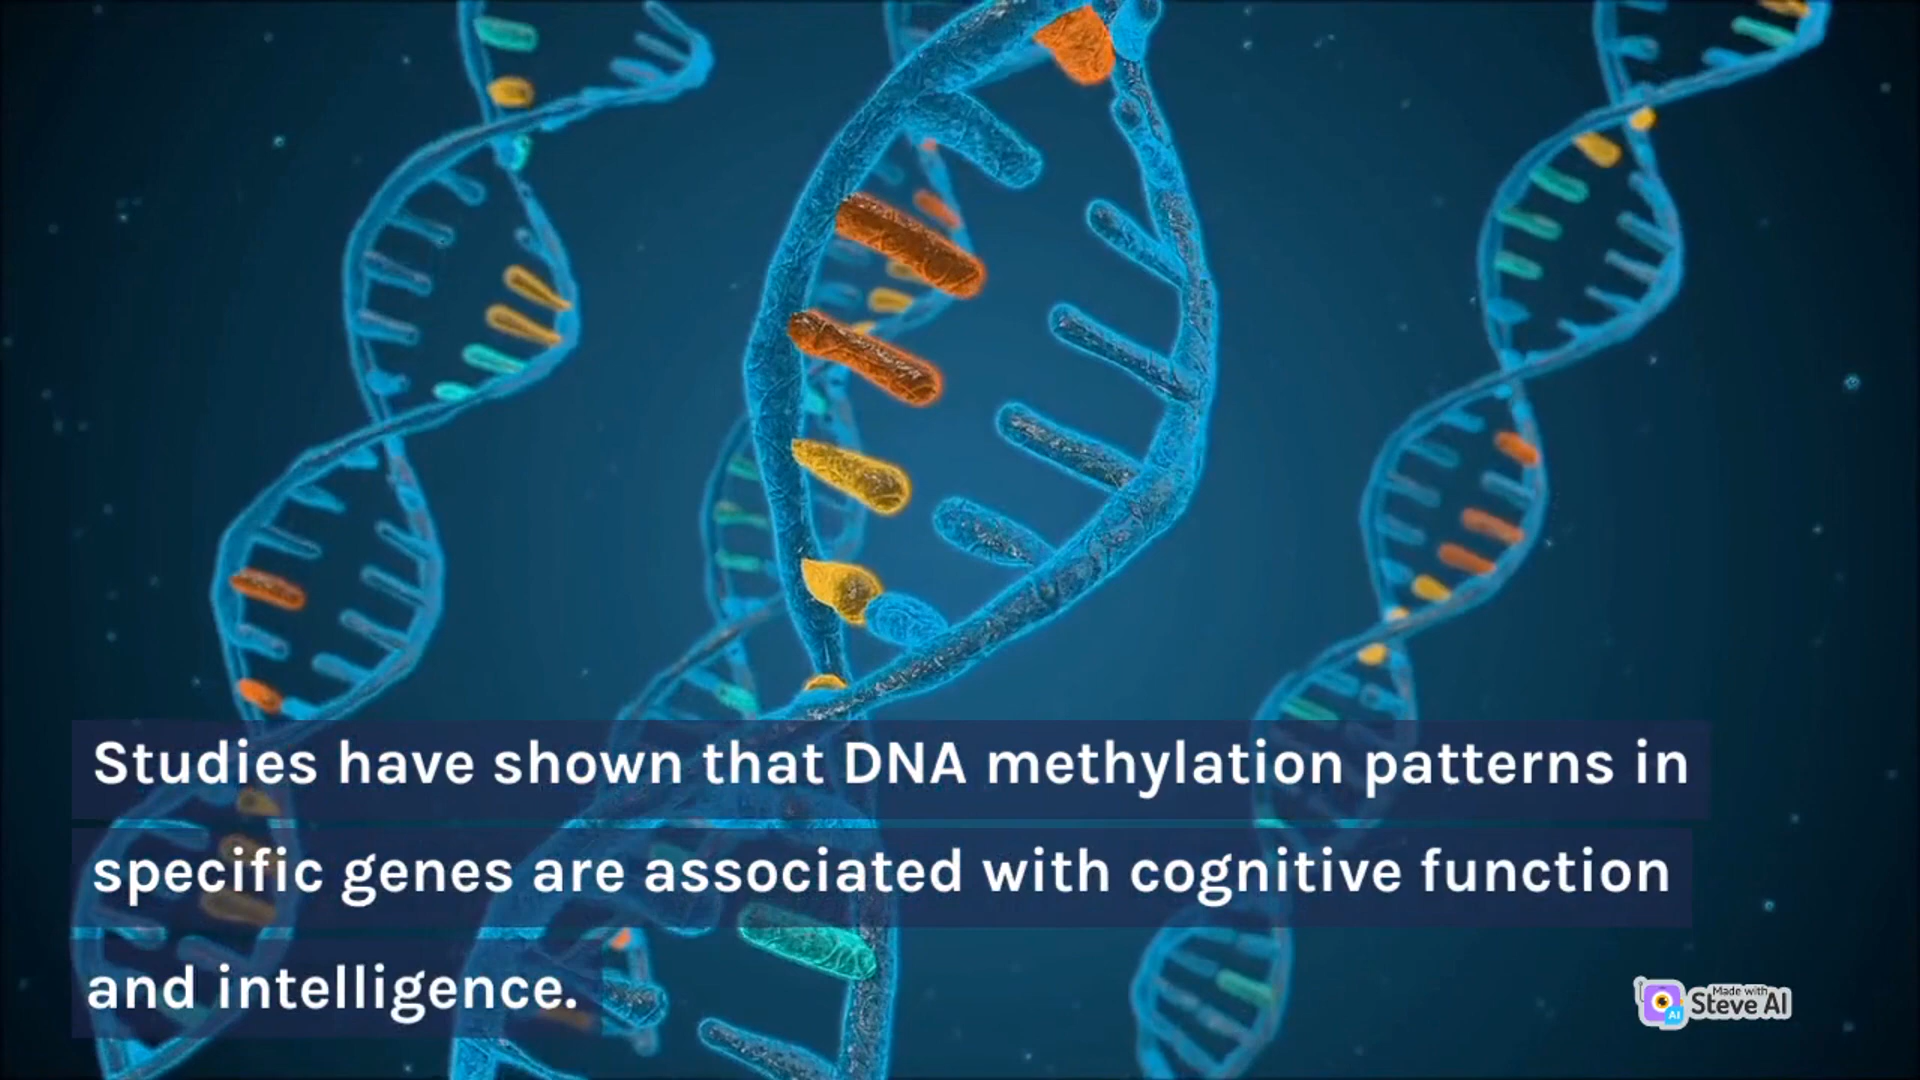 Studies have shown that DNA methylation patterns in
specific genes are associated with cognitive function
and intelligence.
Made with
Steve AI
AI